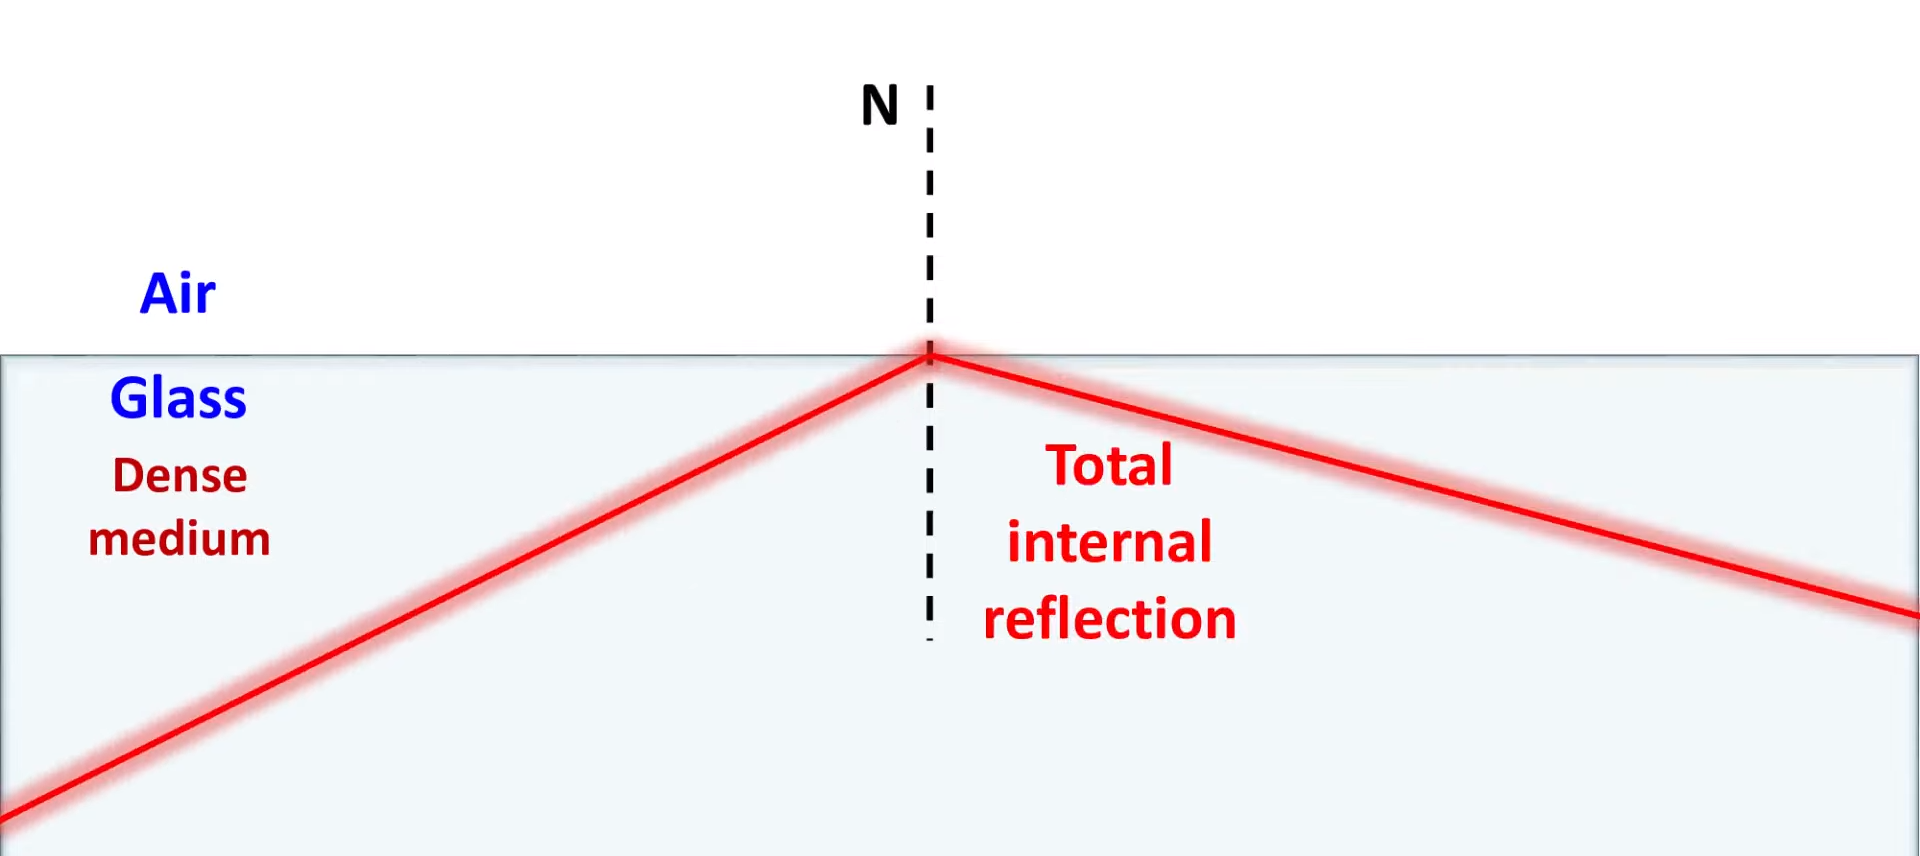 N
Air
Glass
Dense
medium
Total
internal
reflection